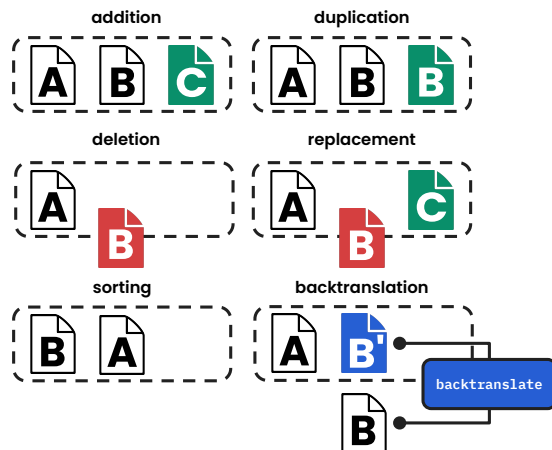 addition
A B C
duplication
A B B
deletion
A
B
replacement
A C
B
sorting
B A
backtranslation
A B'
backtranslate
B